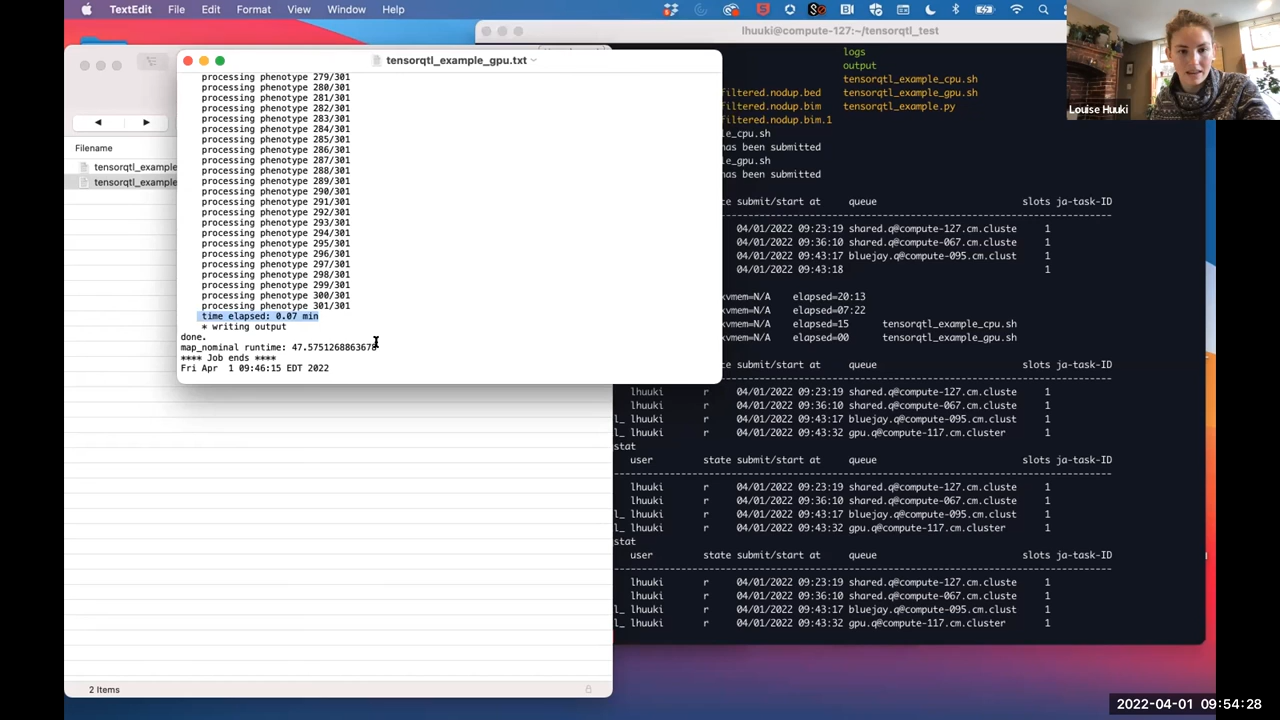 TextEdit File Edit Format View Window Help
lhuuki@compute-127:~/tensorqtl_test
Louise Huuki
tensorqtl_example_gpu.txt
processing phenotype 279/301
processing phenotype 280/301
processing phenotype 281/301
processing phenotype 282/301
processing phenotype 283/301
processing phenotype 284/301
processing phenotype 285/301
processing phenotype 286/301
processing phenotype 287/301
processing phenotype 288/301
processing phenotype 289/301
processing phenotype 290/301
processing phenotype 291/301
processing phenotype 292/301
processing phenotype 293/301
processing phenotype 294/301
processing phenotype 295/301
processing phenotype 296/301
processing phenotype 297/301
processing phenotype 298/301
processing phenotype 299/301
processing phenotype 300/301
processing phenotype 301/301
time elapsed: 0.07 min
* writing output
done.
map_nominal runtime: 47.5751268863678
**** Job ends ****
Fri Apr 1 09:46:15 EDT 2022
Filename
tensorqtl_example
tensorqtl_example
2 Items
logs
output
tensorqtl_example_cpu.sh
filtered.nodup.bed tensorqtl_example_gpu.sh
filtered.nodup.bim tensorqtl_example.py
filtered.nodup.bim.1
le_cpu.sh
has been submitted
le_gpu.sh
has been submitted
te submit/start at queue slots ja-task-ID
04/01/2022 09:23:19 shared.q@compute-127.cm.cluste 1
04/01/2022 09:36:10 shared.q@compute-067.cm.cluste 1
04/01/2022 09:43:17 bluejay.q@compute-095.cm.clust 1
04/01/2022 09:43:18 1
xvmem=N/A elapsed=20:13
xvmem=N/A elapsed=07:22
xvmem=N/A elapsed=15 tensorqtl_example_cpu.sh
xvmem=N/A elapsed=00 tensorqtl_example_gpu.sh
te submit/start at queue slots ja-task-ID
lhuuki r 04/01/2022 09:23:19 shared.q@compute-127.cm.cluste 1
lhuuki r 04/01/2022 09:36:10 shared.q@compute-067.cm.cluste 1
l_ lhuuki r 04/01/2022 09:43:17 bluejay.q@compute-095.cm.clust 1
l_ lhuuki r 04/01/2022 09:43:32 gpu.q@compute-117.cm.cluster 1
stat
user state submit/start at queue slots ja-task-ID
lhuuki r 04/01/2022 09:23:19 shared.q@compute-127.cm.cluste 1
lhuuki r 04/01/2022 09:36:10 shared.q@compute-067.cm.cluste 1
l_ lhuuki r 04/01/2022 09:43:17 bluejay.q@compute-095.cm.clust 1
l_ lhuuki r 04/01/2022 09:43:32 gpu.q@compute-117.cm.cluster 1
stat
user state submit/start at queue slots ja-task-ID
lhuuki r 04/01/2022 09:23:19 shared.q@compute-127.cm.cluste 1
lhuuki r 04/01/2022 09:36:10 shared.q@compute-067.cm.cluste 1
l_ lhuuki r 04/01/2022 09:43:17 bluejay.q@compute-095.cm.clust 1
l_ lhuuki r 04/01/2022 09:43:32 gpu.q@compute-117.cm.cluster 1
2022-04-01 09:54:28